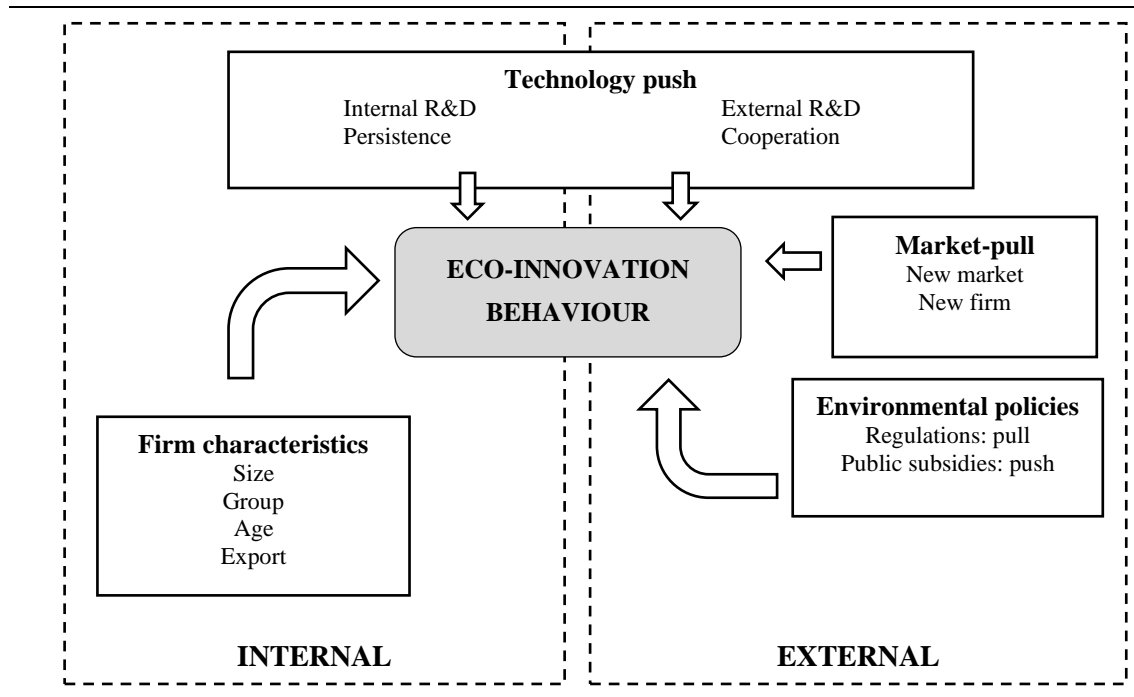 Technology push
Internal R&D
Persistence
External R&D
Cooperation
ECO-INNOVATION
BEHAVIOUR
Market-pull
New market
New firm
Environmental policies
Regulations: pull
Public subsidies: push
Firm characteristics
Size
Group
Age
Export
INTERNAL
EXTERNAL